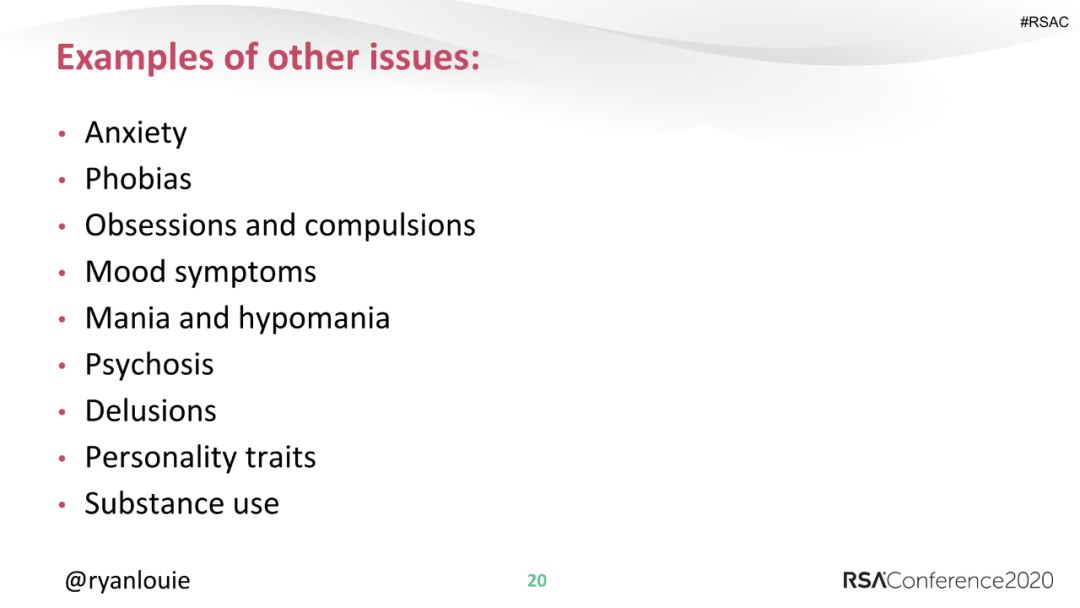 #RSAC
Examples of other issues:
• Anxiety
• Phobias
• Obsessions and compulsions
• Mood symptoms
• Mania and hypomania
• Psychosis
• Delusions
• Personality traits
• Substance use
@ryanlouie
20
RSAConference2020